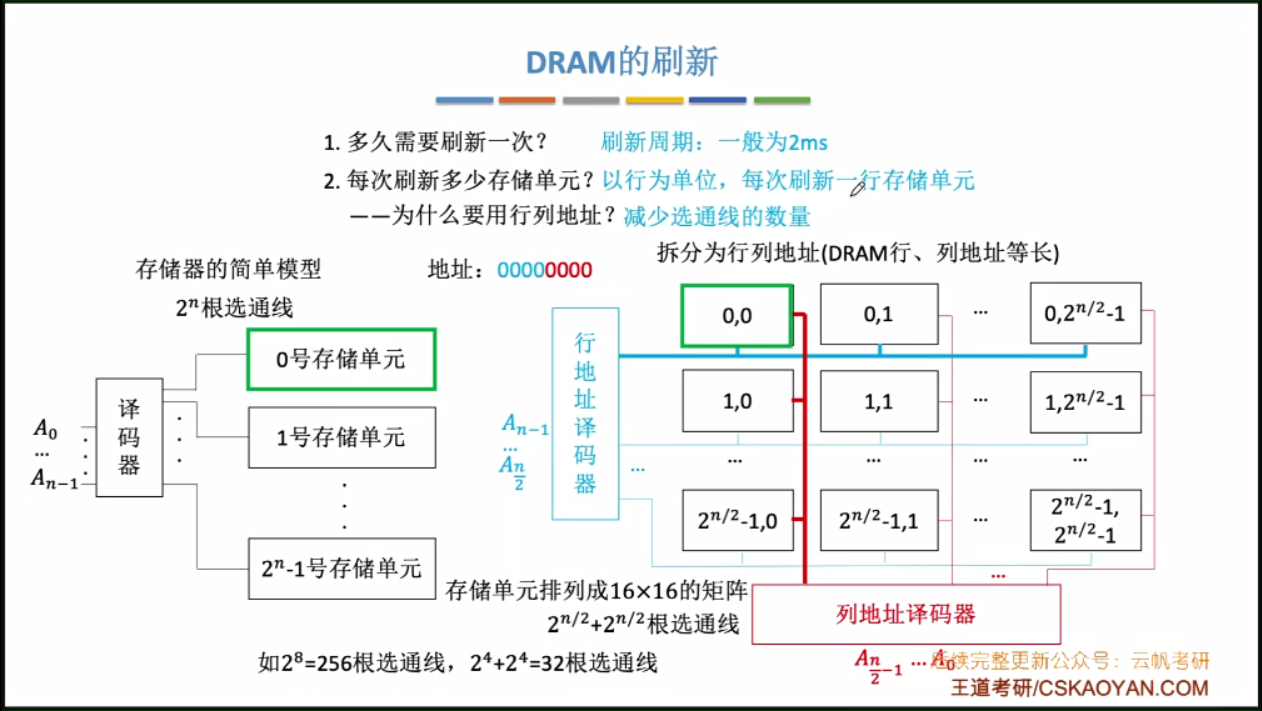 DRAM的刷新
1. 多久需要刷新一次? 刷新周期：一般为2ms
2. 每次刷新多少存储单元? 以行为单位，每次刷新一行存储单元
——为什么要用行列地址? 减少选通线的数量
存储器的简单模型
2ⁿ根选通线
地址：00000000
拆分为行列地址(DRAM行、列地址等长)
译码器
A₀
...
Aₙ₋₁
0号存储单元
1号存储单元
2ⁿ-1号存储单元
行地址译码器
Aₙ₋₁
...
A_{n/2}
0,0
0,1
...
0,2^{n/2}-1
1,0
1,1
...
1,2^{n/2}-1
...
...
...
...
...
2^{n/2}-1,0
2^{n/2}-1,1
...
2^{n/2}-1,
2^{n/2}-1
...
列地址译码器
A_{n/2-1} ... A₀
存储单元排列成16×16的矩阵
2^{n/2}+2^{n/2}根选通线
如2⁸=256根选通线，2⁴+2⁴=32根选通线
后续完整更新公众号：云帆考研
王道考研/CSKAOYAN.COM